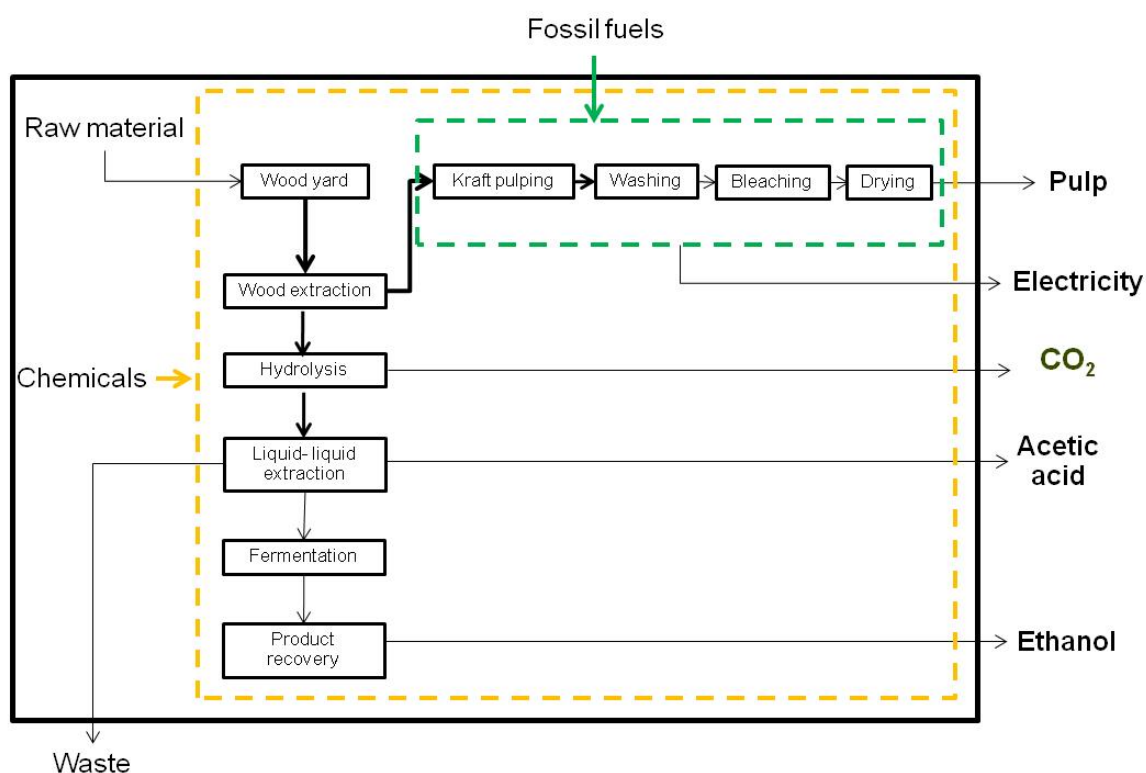 Fossil fuels
Raw material
Wood yard
Kraft pulping
Washing
Bleaching
Drying
Pulp
Electricity
Wood extraction
Hydrolysis
CO₂
Chemicals
Liquid- liquid
extraction
Acetic
acid
Fermentation
Product
recovery
Ethanol
Waste